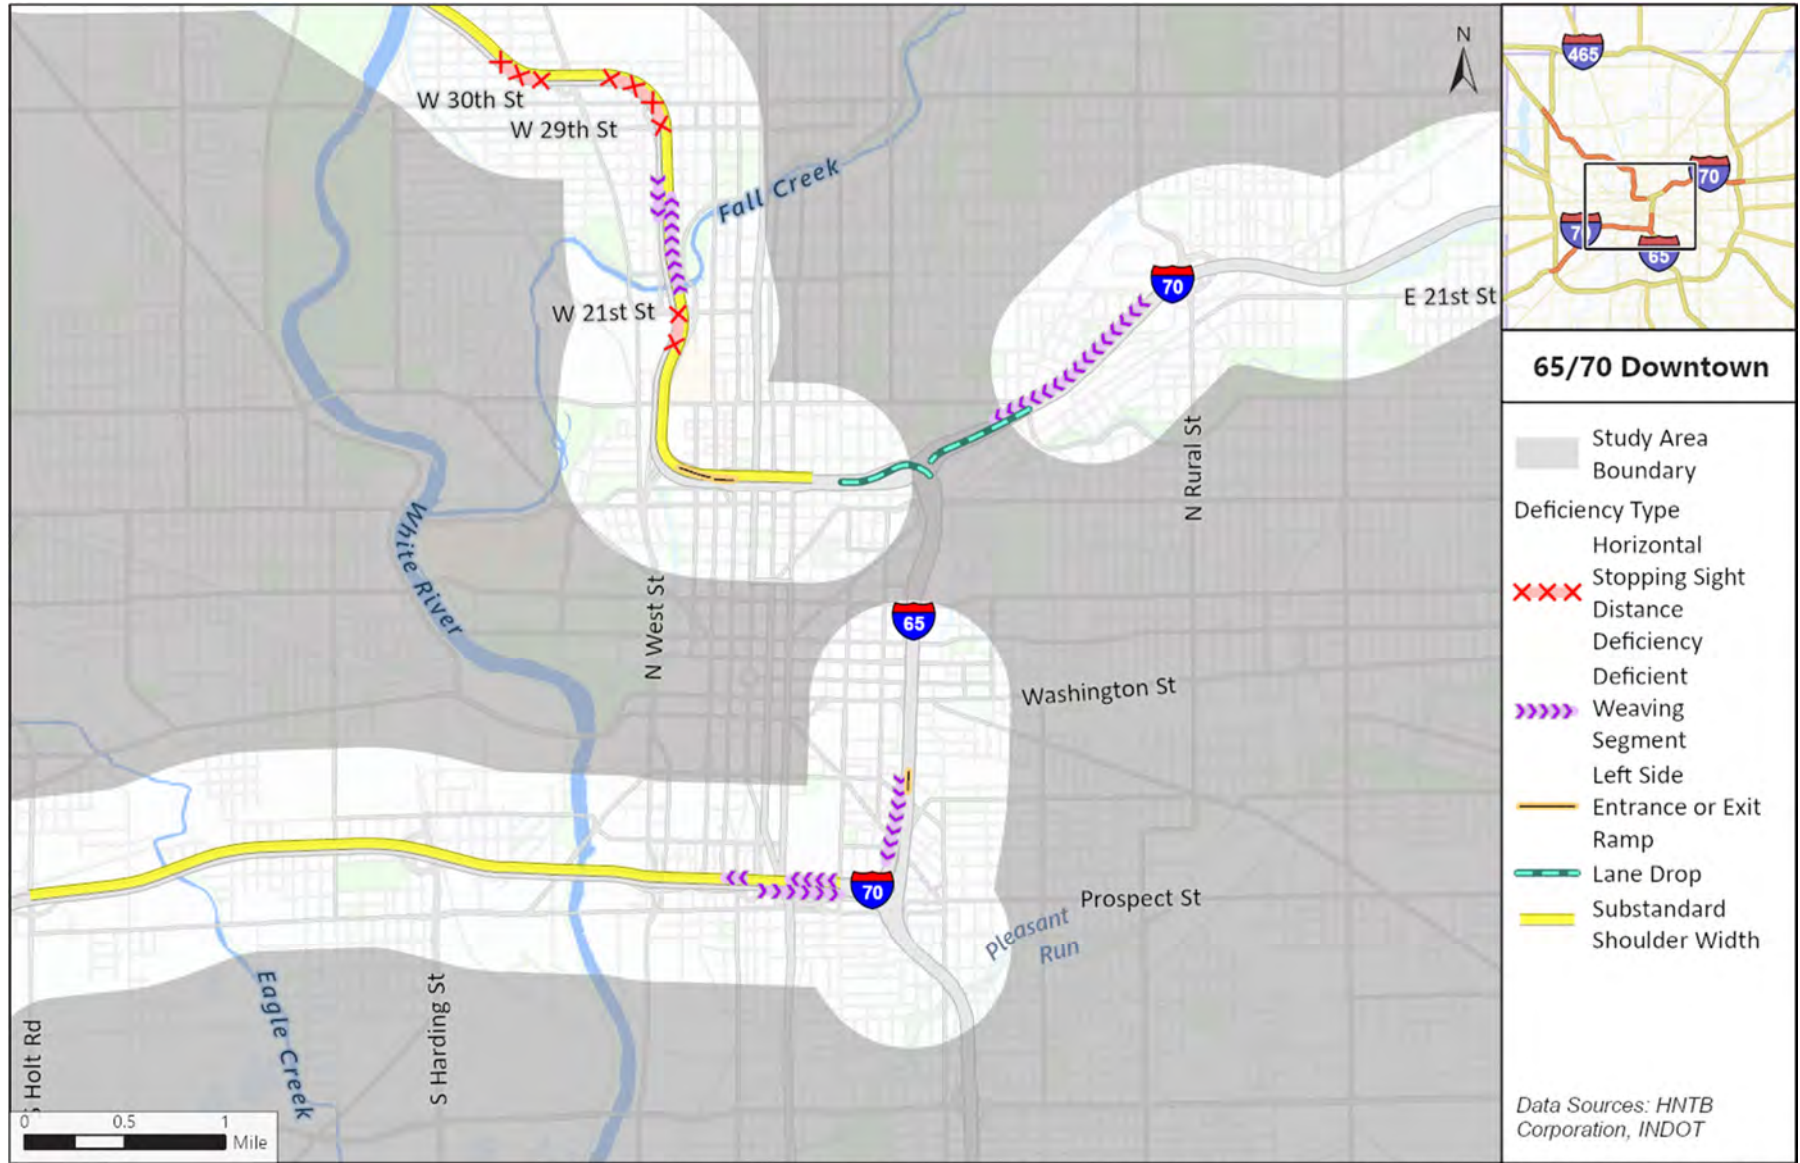 W 30th St
W 29th St
Fall Creek
W 21st St
70
E 21st St
N Rural St
White River
N West St
65
Washington St
70
Prospect St
Pleasant
Run
Eagle Creek
S Harding St
S Holt Rd
0 0.5 1
Mile
N
465
70
70
65
65/70 Downtown
Study Area
Boundary
Deficiency Type
Horizontal
Stopping Sight
Distance
Deficiency
Deficient
Weaving
Segment
Left Side
Entrance or Exit
Ramp
Lane Drop
Substandard
Shoulder Width
Data Sources: HNTB
Corporation, INDOT